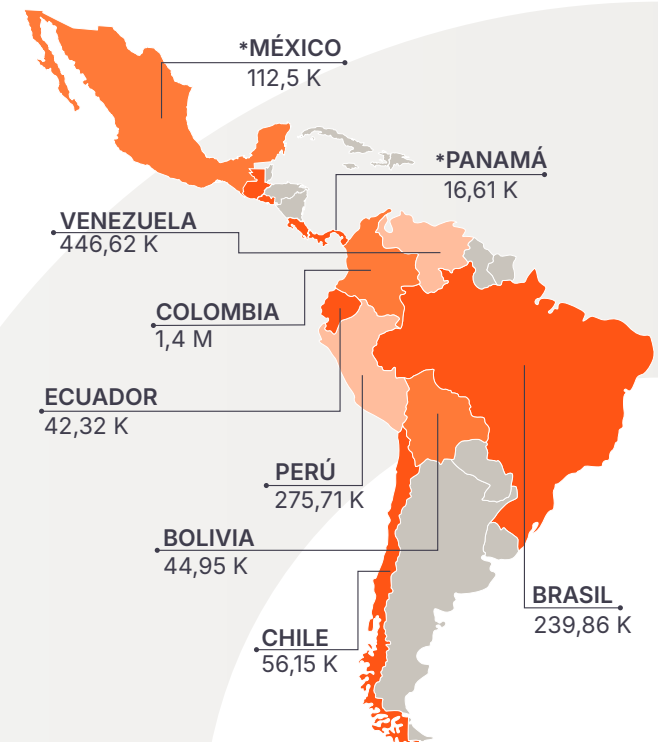 *MÉXICO
112,5 K
*PANAMÁ
16,61 K
VENEZUELA
446,62 K
COLOMBIA
1,4 M
ECUADOR
42,32 K
PERÚ
275,71 K
BOLIVIA
44,95 K
BRASIL
239,86 K
CHILE
56,15 K